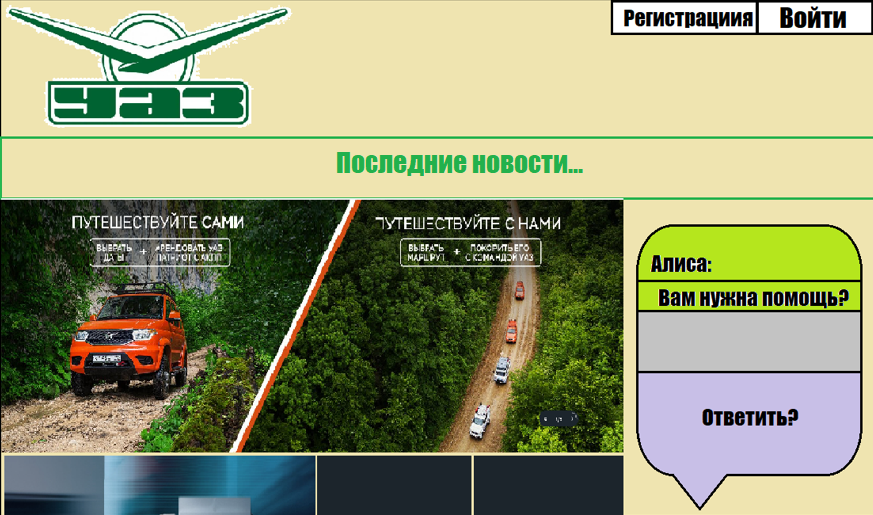 Регистрациия
Войти
УАЗ
Последние новости...
ПУТЕШЕСТВУЙТЕ САМИ
ВЫБРАТЬ
ДАТЫ
+
АРЕНДОВАТЬ УАЗ
ПАТРИОТ С АКПП
ПУТЕШЕСТВУЙТЕ С НАМИ
ВЫБРАТЬ
МАРШРУТ
+
ПОКОРИТЬ ЕГО
С КОМАНДОЙ УАЗ
Алиса:
Вам нужна помощь?
Ответить?